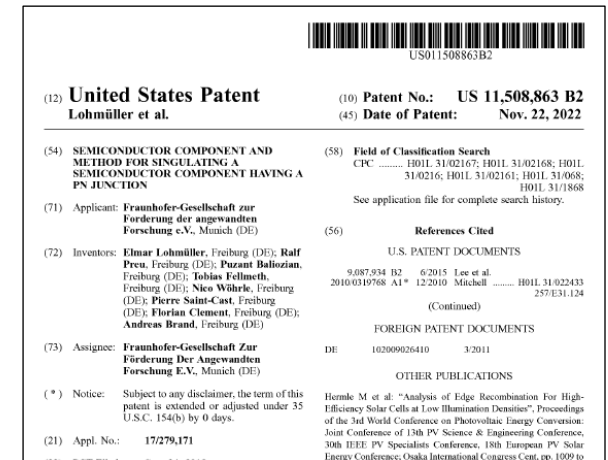 US011508863B2
(12) United States Patent
Lohmüller et al.
(10) Patent No.: US 11,508,863 B2
(45) Date of Patent: Nov. 22, 2022
(54) SEMICONDUCTOR COMPONENT AND
METHOD FOR SINGULATING A
SEMICONDUCTOR COMPONENT HAVING A
PN JUNCTION
(71) Applicant: Fraunhofer-Gesellschaft zur
Forderung der angewandten
Forschung e.V., Munich (DE)
(72) Inventors: Elmar Lohmüller, Freiburg (DE); Ralf
Preu, Freiburg (DE); Puzant Baliozian,
Freiburg (DE); Tobias Fellmeth,
Freiburg (DE); Nico Wöhrle, Freiburg
(DE); Pierre Saint-Cast, Freiburg
(DE); Florian Clement, Freiburg (DE);
Andreas Brand, Freiburg (DE)
(73) Assignee: Fraunhofer-Gesellschaft Zur
Förderung Der Angewandten
Forschung E.V., Munich (DE)
( * ) Notice: Subject to any disclaimer, the term of this
patent is extended or adjusted under 35
U.S.C. 154(b) by 0 days.
(21) Appl. No.: 17/279,171
(58) Field of Classification Search
CPC ......... H01L 31/02167; H01L 31/02168; H01L
31/0216; H01L 31/02161; H01L 31/068;
H01L 31/1868
See application file for complete search history.
(56) References Cited
U.S. PATENT DOCUMENTS
9,087,934 B2 6/2015 Lee et al.
2010/0319768 A1* 12/2010 Mitchell ......... H01L 31/022433
257/E31.124
(Continued)
FOREIGN PATENT DOCUMENTS
DE 102009026410 3/2011
OTHER PUBLICATIONS
Hermle M et al: "Analysis of Edge Recombination For High-
Efficiency Solar Cells at Low Illumination Densities", Proceedings
of the 3rd World Conference on Photovoltaic Energy Conversion:
Joint Conference of 13th PV Science & Engineering Conference,
30th IEEE PV Specialists Conference, 18th European PV Solar
Energy Conference; Osaka International Congress Cent, pp. 1009 to